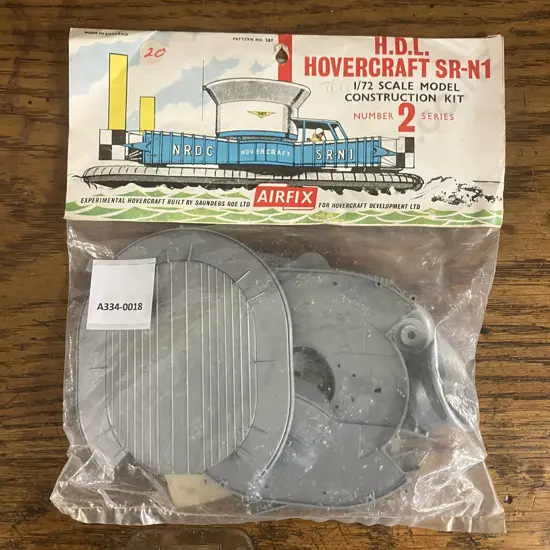 MADE IN ENGLAND
PATTERN NO. 287
20
H.D.L.
HOVERCRAFT SR-N1
1/72 SCALE MODEL
CONSTRUCTION KIT
NUMBER 2 SERIES
NRDC HOVERCRAFT SR-N1
EXPERIMENTAL HOVERCRAFT BUILT BY SAUNDERS ROE LTD AIRFIX FOR HOVERCRAFT DEVELOPMENT LTD
A334-0018